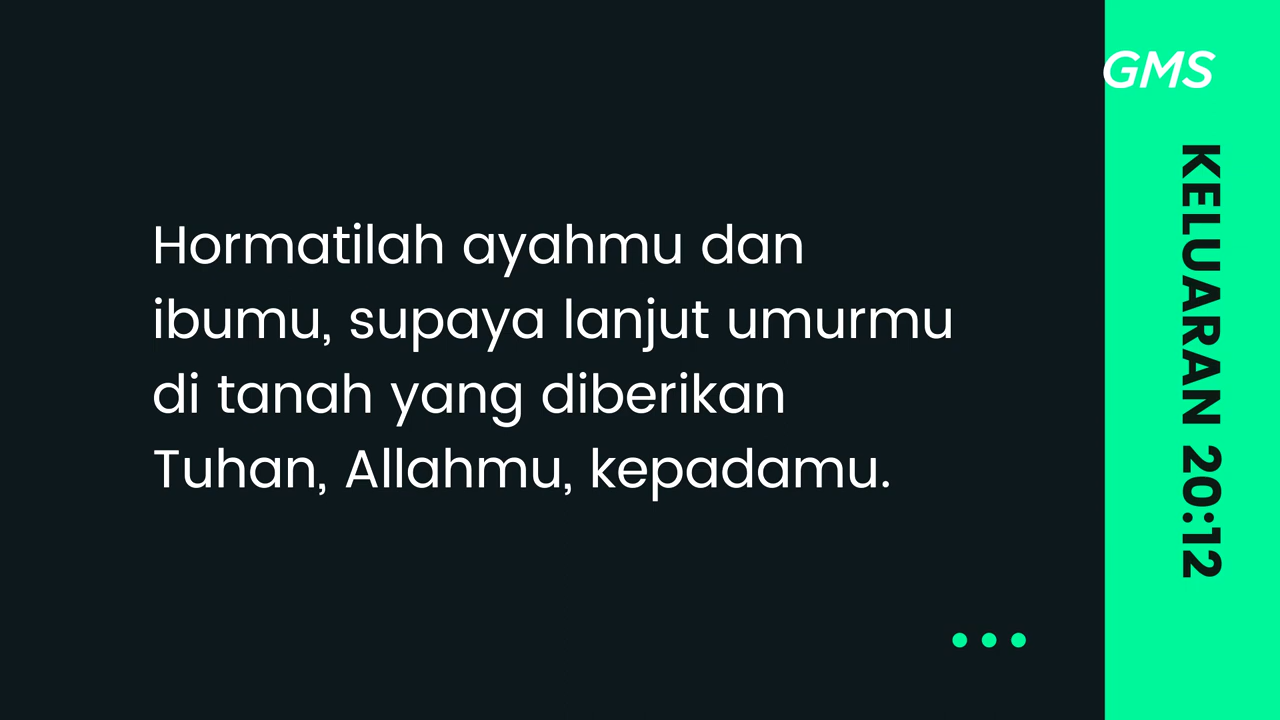 Hormatilah ayahmu dan
ibumu, supaya lanjut umurmu
di tanah yang diberikan
Tuhan, Allahmu, kepadamu.
GMS
KELUARAN 20:12